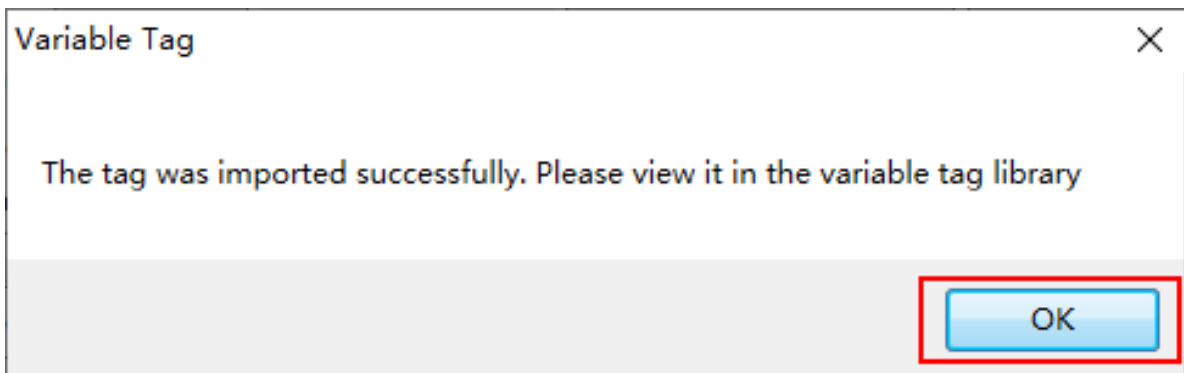 Variable Tag
The tag was imported successfully. Please view it in the variable tag library
OK